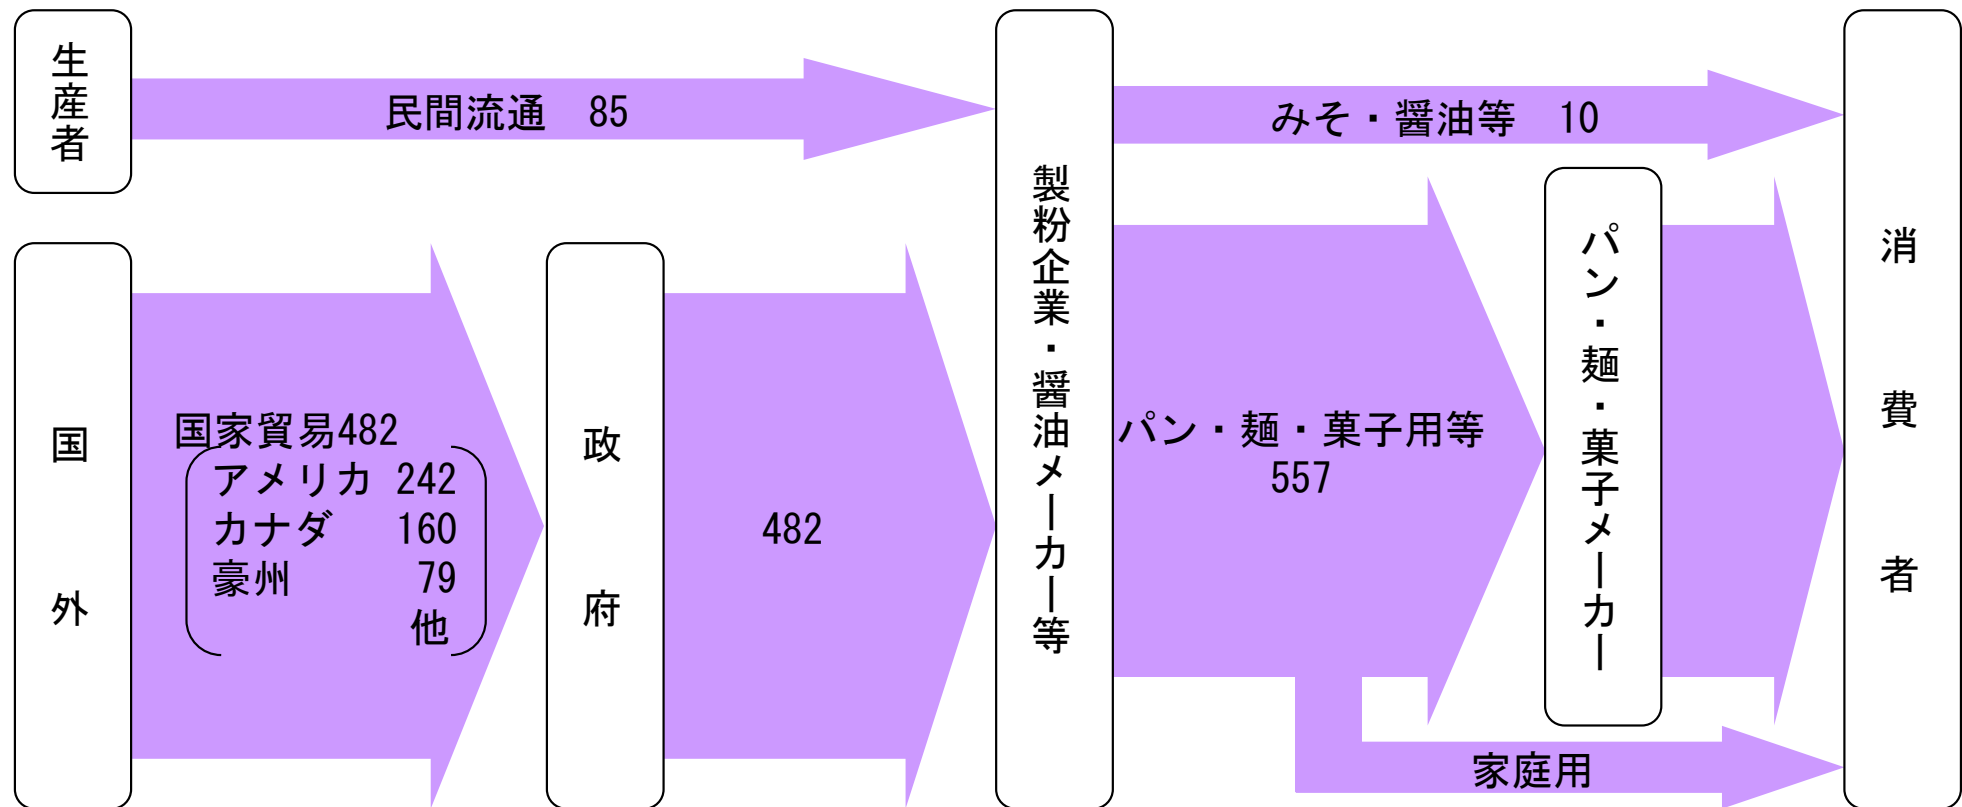 生産者
民間流通　85
国外
国家貿易482
アメリカ 242
カナダ 160
豪州 79
他
政府
482
製粉企業・醤油メーカー等
みそ・醤油等　10
パン・麺・菓子用等
557
パン・麺・菓子メーカー
家庭用
消費者